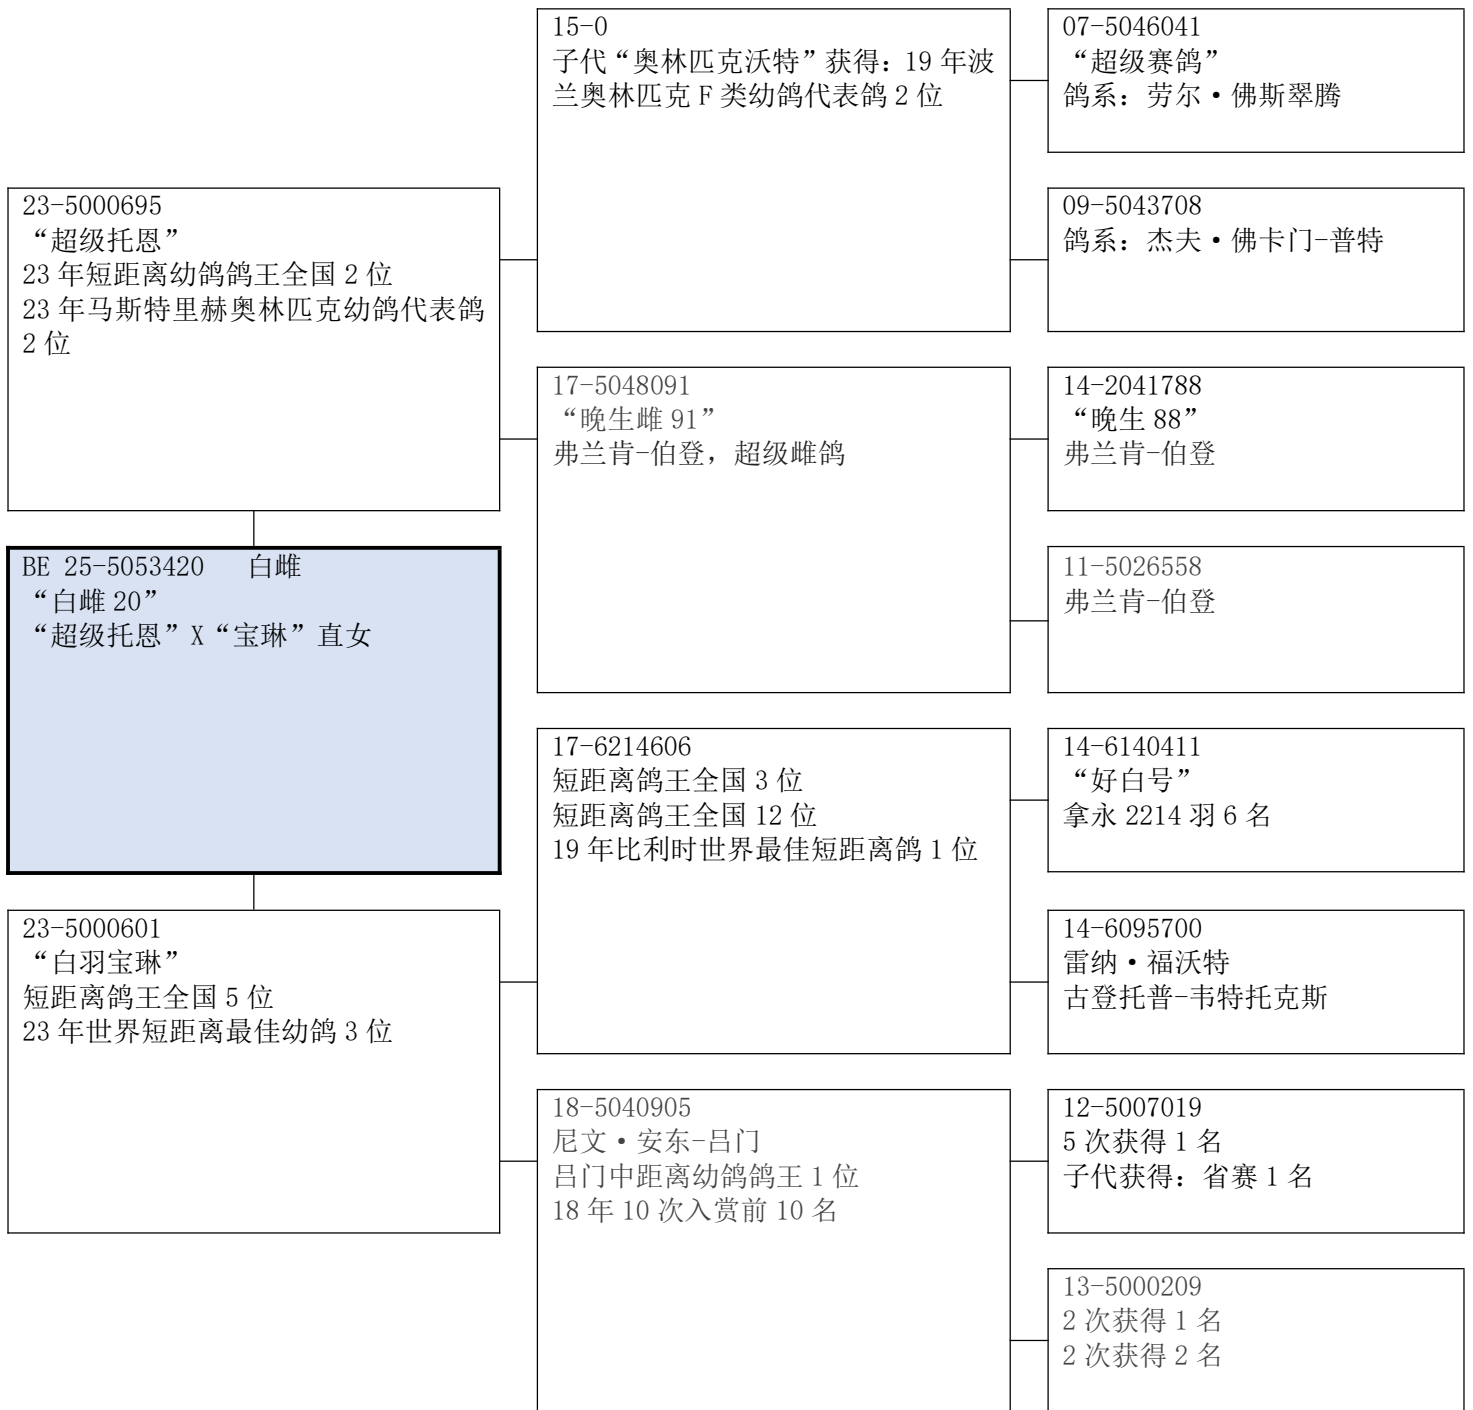 23-5000695
“超级托恩”
23 年短距离幼鸽鸽王全国 2 位
23 年马斯特里赫奥林匹克幼鸽代表鸽
2 位
BE 25-5053420 白雌
“白雌 20”
“超级托恩”X“宝琳”直女
23-5000601
“白羽宝琳”
短距离鸽王全国 5 位
23 年世界短距离最佳幼鸽 3 位
15-0
子代“奥林匹克沃特”获得：19 年波
兰奥林匹克 F 类幼鸽代表鸽 2 位
17-5048091
“晚生雌 91”
弗兰肯-伯登，超级雌鸽
17-6214606
短距离鸽王全国 3 位
短距离鸽王全国 12 位
19 年比利时世界最佳短距离鸽 1 位
18-5040905
尼文·安东-吕门
吕门中距离幼鸽鸽王 1 位
18 年 10 次入赏前 10 名
07-5046041
“超级赛鸽”
鸽系：劳尔·佛斯翠腾
09-5043708
鸽系：杰夫·佛卡门-普特
14-2041788
“晚生 88”
弗兰肯-伯登
11-5026558
弗兰肯-伯登
14-6140411
“好白号”
拿永 2214 羽 6 名
14-6095700
雷纳·福沃特
古登托普-韦特托克斯
12-5007019
5 次获得 1 名
子代获得：省赛 1 名
13-5000209
2 次获得 1 名
2 次获得 2 名